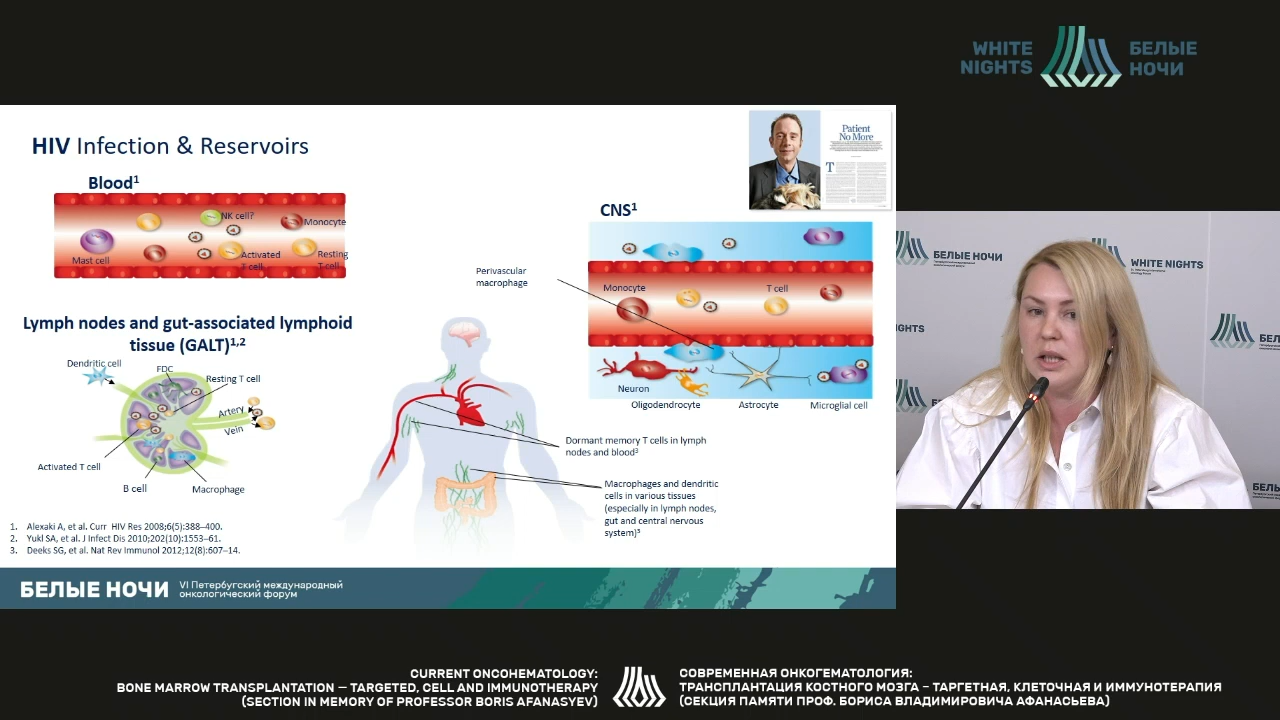 WHITE
NIGHTS
БЕЛЫЕ
НОЧИ
HIV Infection & Reservoirs
Patient
No More
T
Blood¹
NK cell?
Monocyte
Mast cell
Activated
T cell
Resting
T cell
CNS¹
Perivascular
macrophage
Monocyte
T cell
Neuron
Oligodendrocyte
Astrocyte
Microglial cell
Lymph nodes and gut-associated lymphoid
tissue (GALT)¹,²
Dendritic cell
FDC
Resting T cell
Artery
Vein
Activated T cell
B cell
Macrophage
Dormant memory T cells in lymph
nodes and blood³
Macrophages and dendritic
cells in various tissues
(especially in lymph nodes,
gut and central nervous
system)³
1. Alexaki A, et al. Curr HIV Res 2008;6(5):388–400.
2. Yukl SA, et al. J Infect Dis 2010;202(10):1553–61.
3. Deeks SG, et al. Nat Rev Immunol 2012;12(8):607–14.
БЕЛЫЕ НОЧИ
VI Петербугский международный
онкологический форум
БЕЛЫЕ НОЧИ
WHITE NIGHTS
NIGHTS
БЕЛЫЕ
БЕЛЫЕ НОЧИ
CURRENT ONCOHEMATOLOGY:
BONE MARROW TRANSPLANTATION — TARGETED, CELL AND IMMUNOTHERAPY
(SECTION IN MEMORY OF PROFESSOR BORIS AFANASYEV)
СОВРЕМЕННАЯ ОНКОГЕМАТОЛОГИЯ:
ТРАНСПЛАНТАЦИЯ КОСТНОГО МОЗГА – ТАРГЕТНАЯ, КЛЕТОЧНАЯ И ИММУНОТЕРАПИЯ
(СЕКЦИЯ ПАМЯТИ ПРОФ. БОРИСА ВЛАДИМИРОВИЧА АФАНАСЬЕВА)